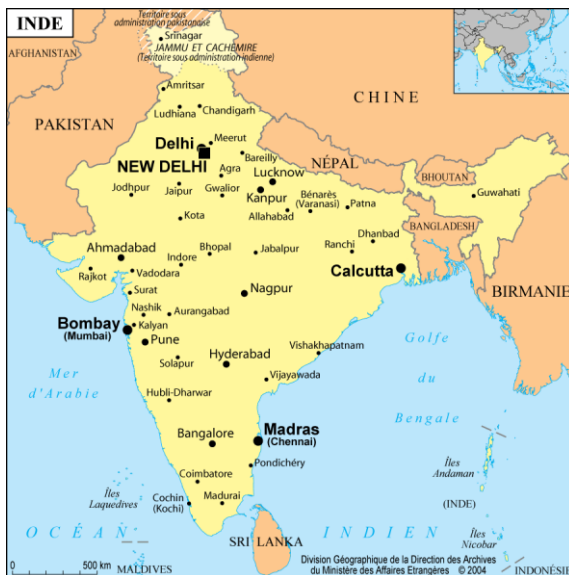 INDE
Territoire sous
administration pakistanaise
Srinagar
JAMMU ET CACHEMIRE
(Territoire sous administration indienne)
AFGHANISTAN
Amritsar
CHINE
Ludhiana
Chandigarh
PAKISTAN
Delhi
Meerut
NEW DELHI
Bareilly
NÉPAL
Agra
Lucknow
BHOUTAN
Jodhpur
Jaipur
Gwalior
Kanpur
Bénarès
(Varanasi)
Patna
Guwahati
Kota
Allahabad
BANGLADESH
Dhanbad
Ahmadabad
Bhopal
Jabalpur
Ranchi
Indore
Rajkot
Vadodara
Calcutta
Surat
Nagpur
BIRMANIE
Nashik
Aurangabad
Kalyan
Bombay
(Mumbai)
Pune
Vishakhapatnam
Golfe
du
Bengale
Solapur
Hyderabad
Mer
d'Arabie
Vijayawada
Hubli-Dharwar
Madras
(Chennai)
Bangalore
Pondichéry
Îles
Andaman
Coimbatore
Îles
Laquedives
Cochin
(Kochi)
Madurai
(INDE)
OCÉAN
INDIEN
SRI LANKA
Îles
Nicobar
0
500 km
MALDIVES
INDONÉSIE
Division Géographique de la Direction des Archives
du Ministère des Affaires Etrangères © 2004